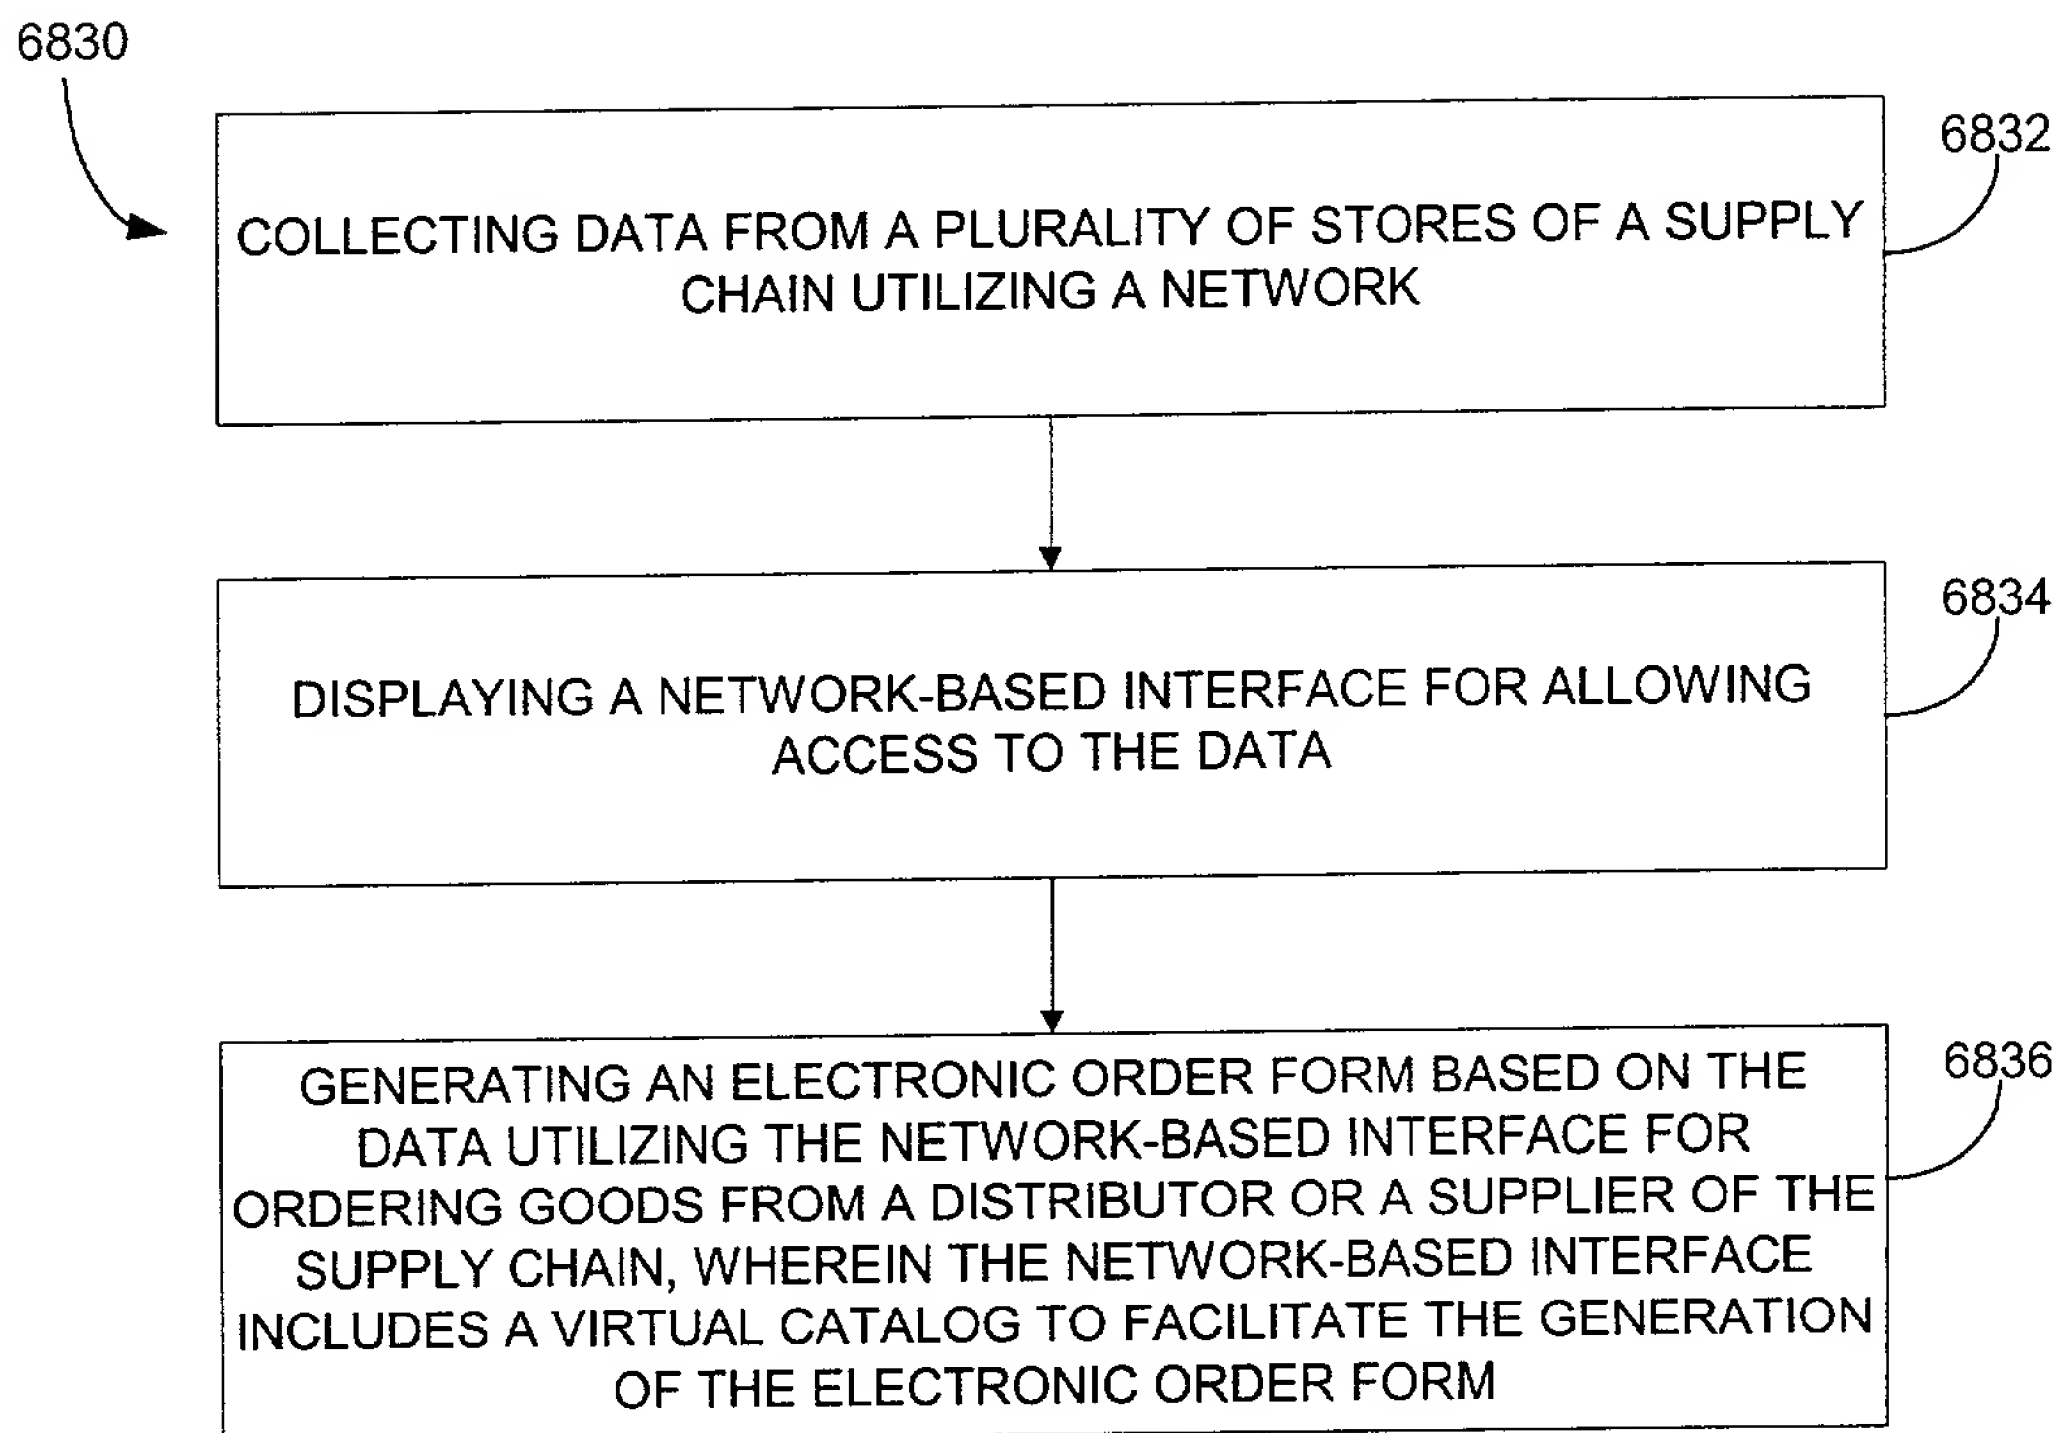 6830
6832
COLLECTING DATA FROM A PLURALITY OF STORES OF A SUPPLY
CHAIN UTILIZING A NETWORK
6834
DISPLAYING A NETWORK-BASED INTERFACE FOR ALLOWING
ACCESS TO THE DATA
6836
GENERATING AN ELECTRONIC ORDER FORM BASED ON THE
DATA UTILIZING THE NETWORK-BASED INTERFACE FOR
ORDERING GOODS FROM A DISTRIBUTOR OR A SUPPLIER OF THE
SUPPLY CHAIN, WHEREIN THE NETWORK-BASED INTERFACE
INCLUDES A VIRTUAL CATALOG TO FACILITATE THE GENERATION
OF THE ELECTRONIC ORDER FORM